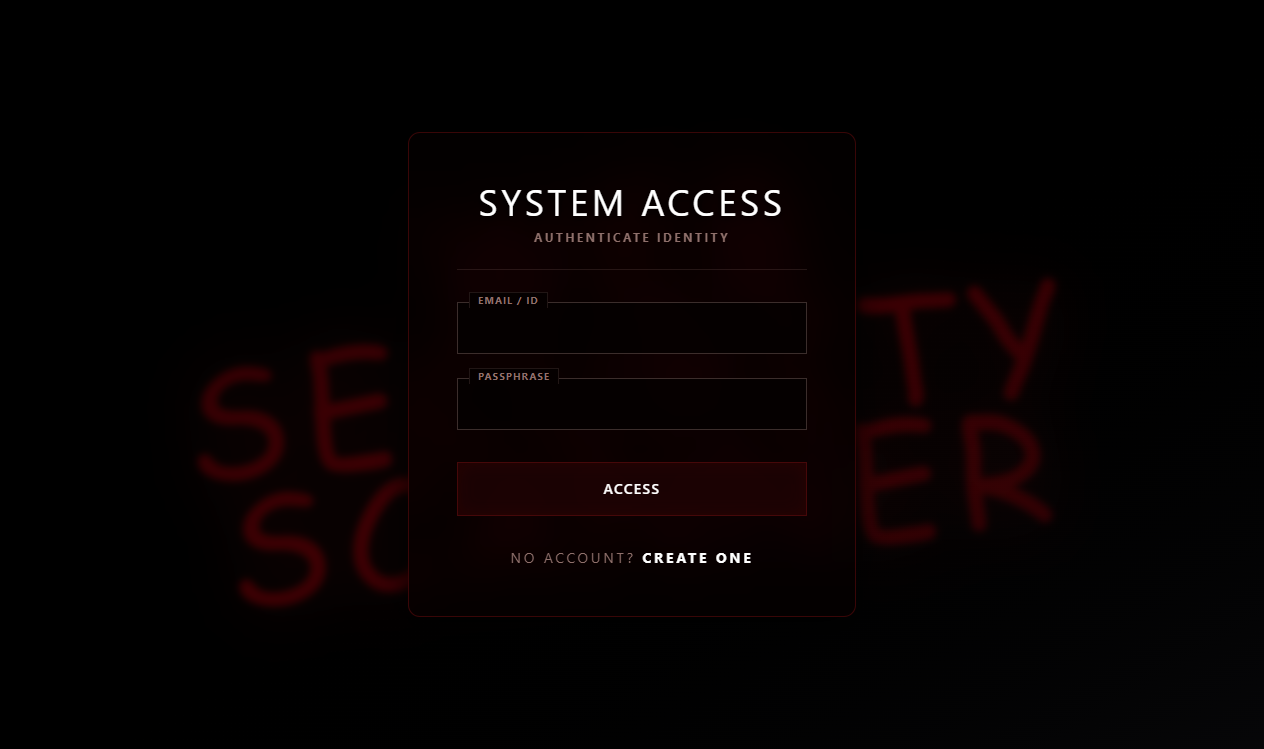 SYSTEM ACCESS
AUTHENTICATE IDENTITY
EMAIL / ID
PASSPHRASE
ACCESS
NO ACCOUNT? CREATE ONE